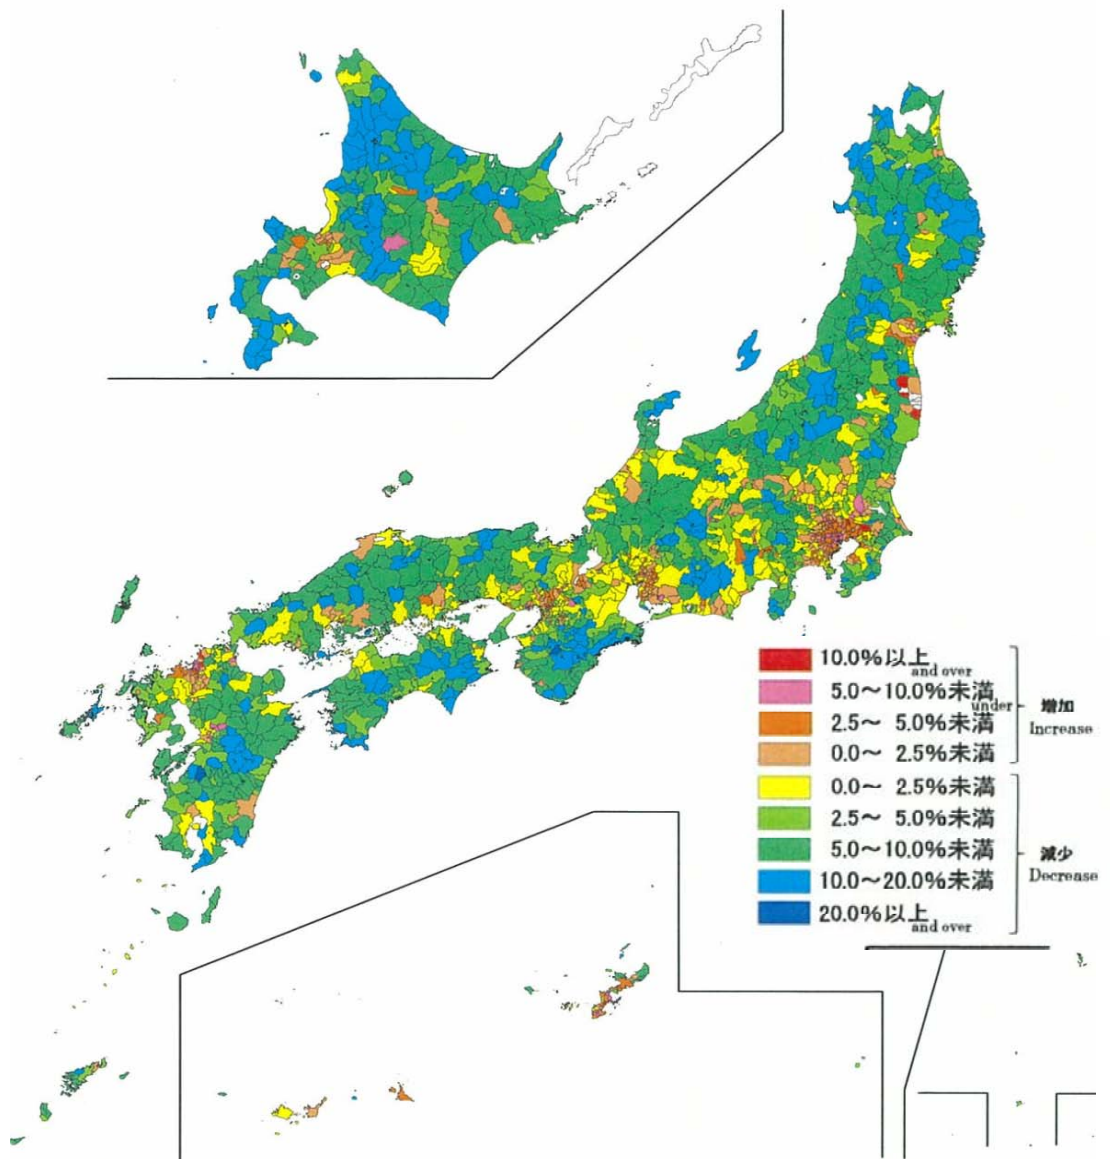 10.0%以上 and over
5.0～10.0%未満 under
2.5～ 5.0%未満
0.0～ 2.5%未満
増加
Increase
0.0～ 2.5%未満
2.5～ 5.0%未満
5.0～10.0%未満
10.0～20.0%未満
20.0%以上 and over
減少
Decrease